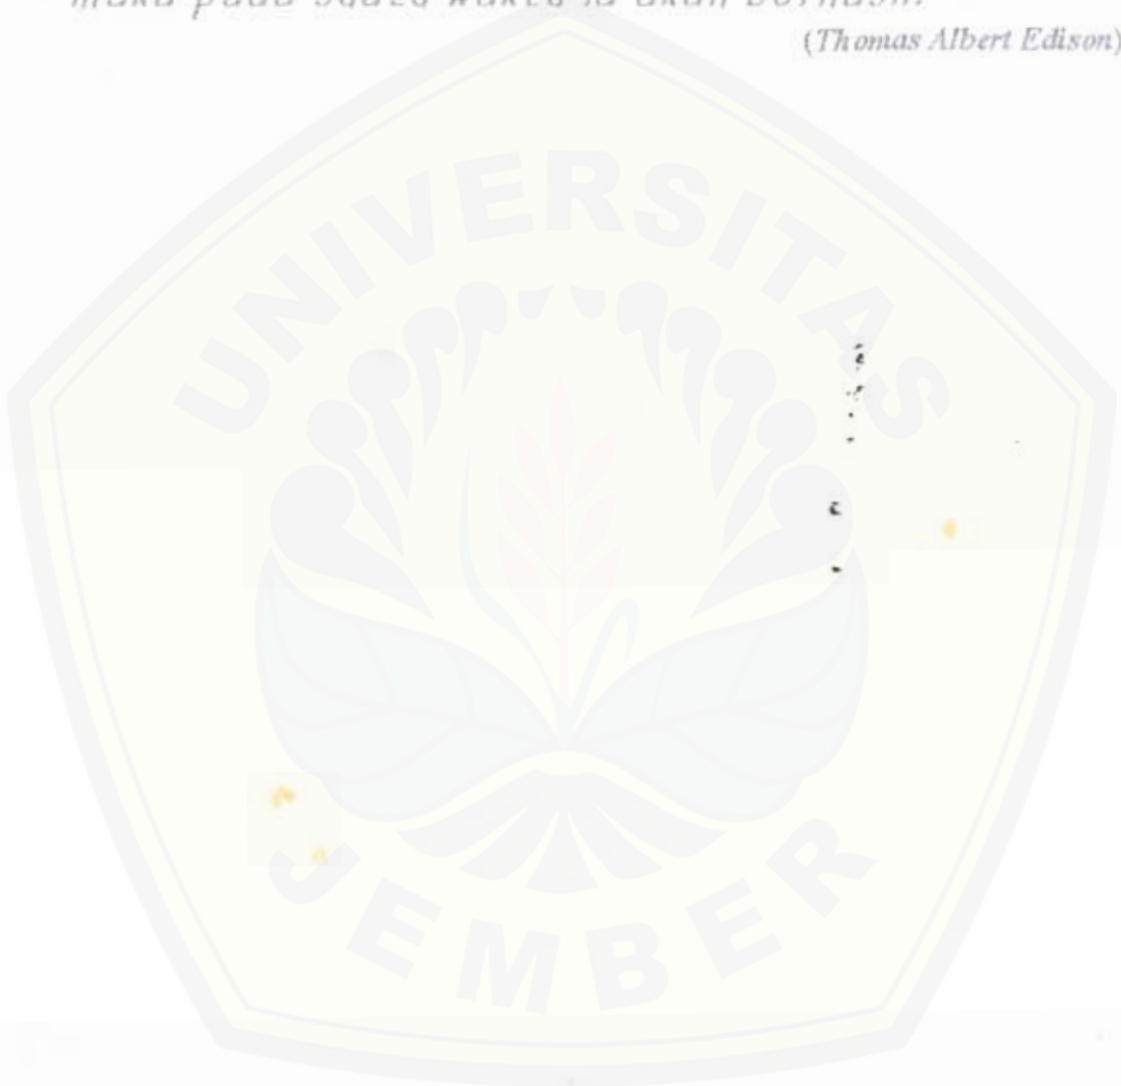 maka pada suatu waktu ia akan berhasil.
(Thomas Albert Edison)
UNIVERSITAS
JEMBER